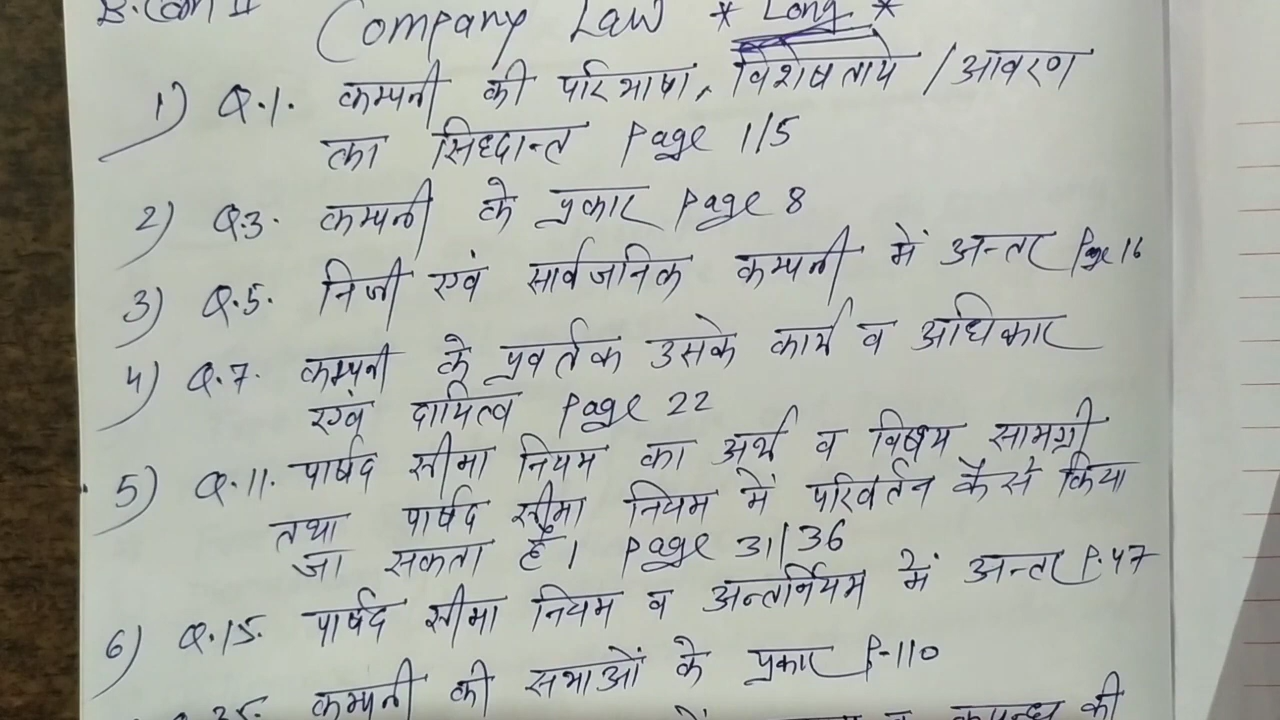 B.Com II Company Law * Long *
1) Q.1. कम्पनी की परिभाषा, विशेषताये / आवरण
का सिध्दान्त Page 1/5
2) Q.3. कम्पनी के प्रकार Page 8
3) Q.5. निजी एवं सार्वजनिक कम्पनी में अन्तर Page 16
4) Q.7. कम्पनी के प्रवर्तक उसके कार्य व अधिकार
एवं दायित्व Page 22
5) Q.11. पार्षद सीमा नियम का अर्थ व विषय सामग्री
तथा पार्षद सीमा नियम में परिवर्तन कैसे किया
जा सकता है। Page 31/36
6) Q.15. पार्षद सीमा नियम व अन्तर्नियम में अन्तर P.47
Q.35. कम्पनी की सभाओं के प्रकार P-110
की